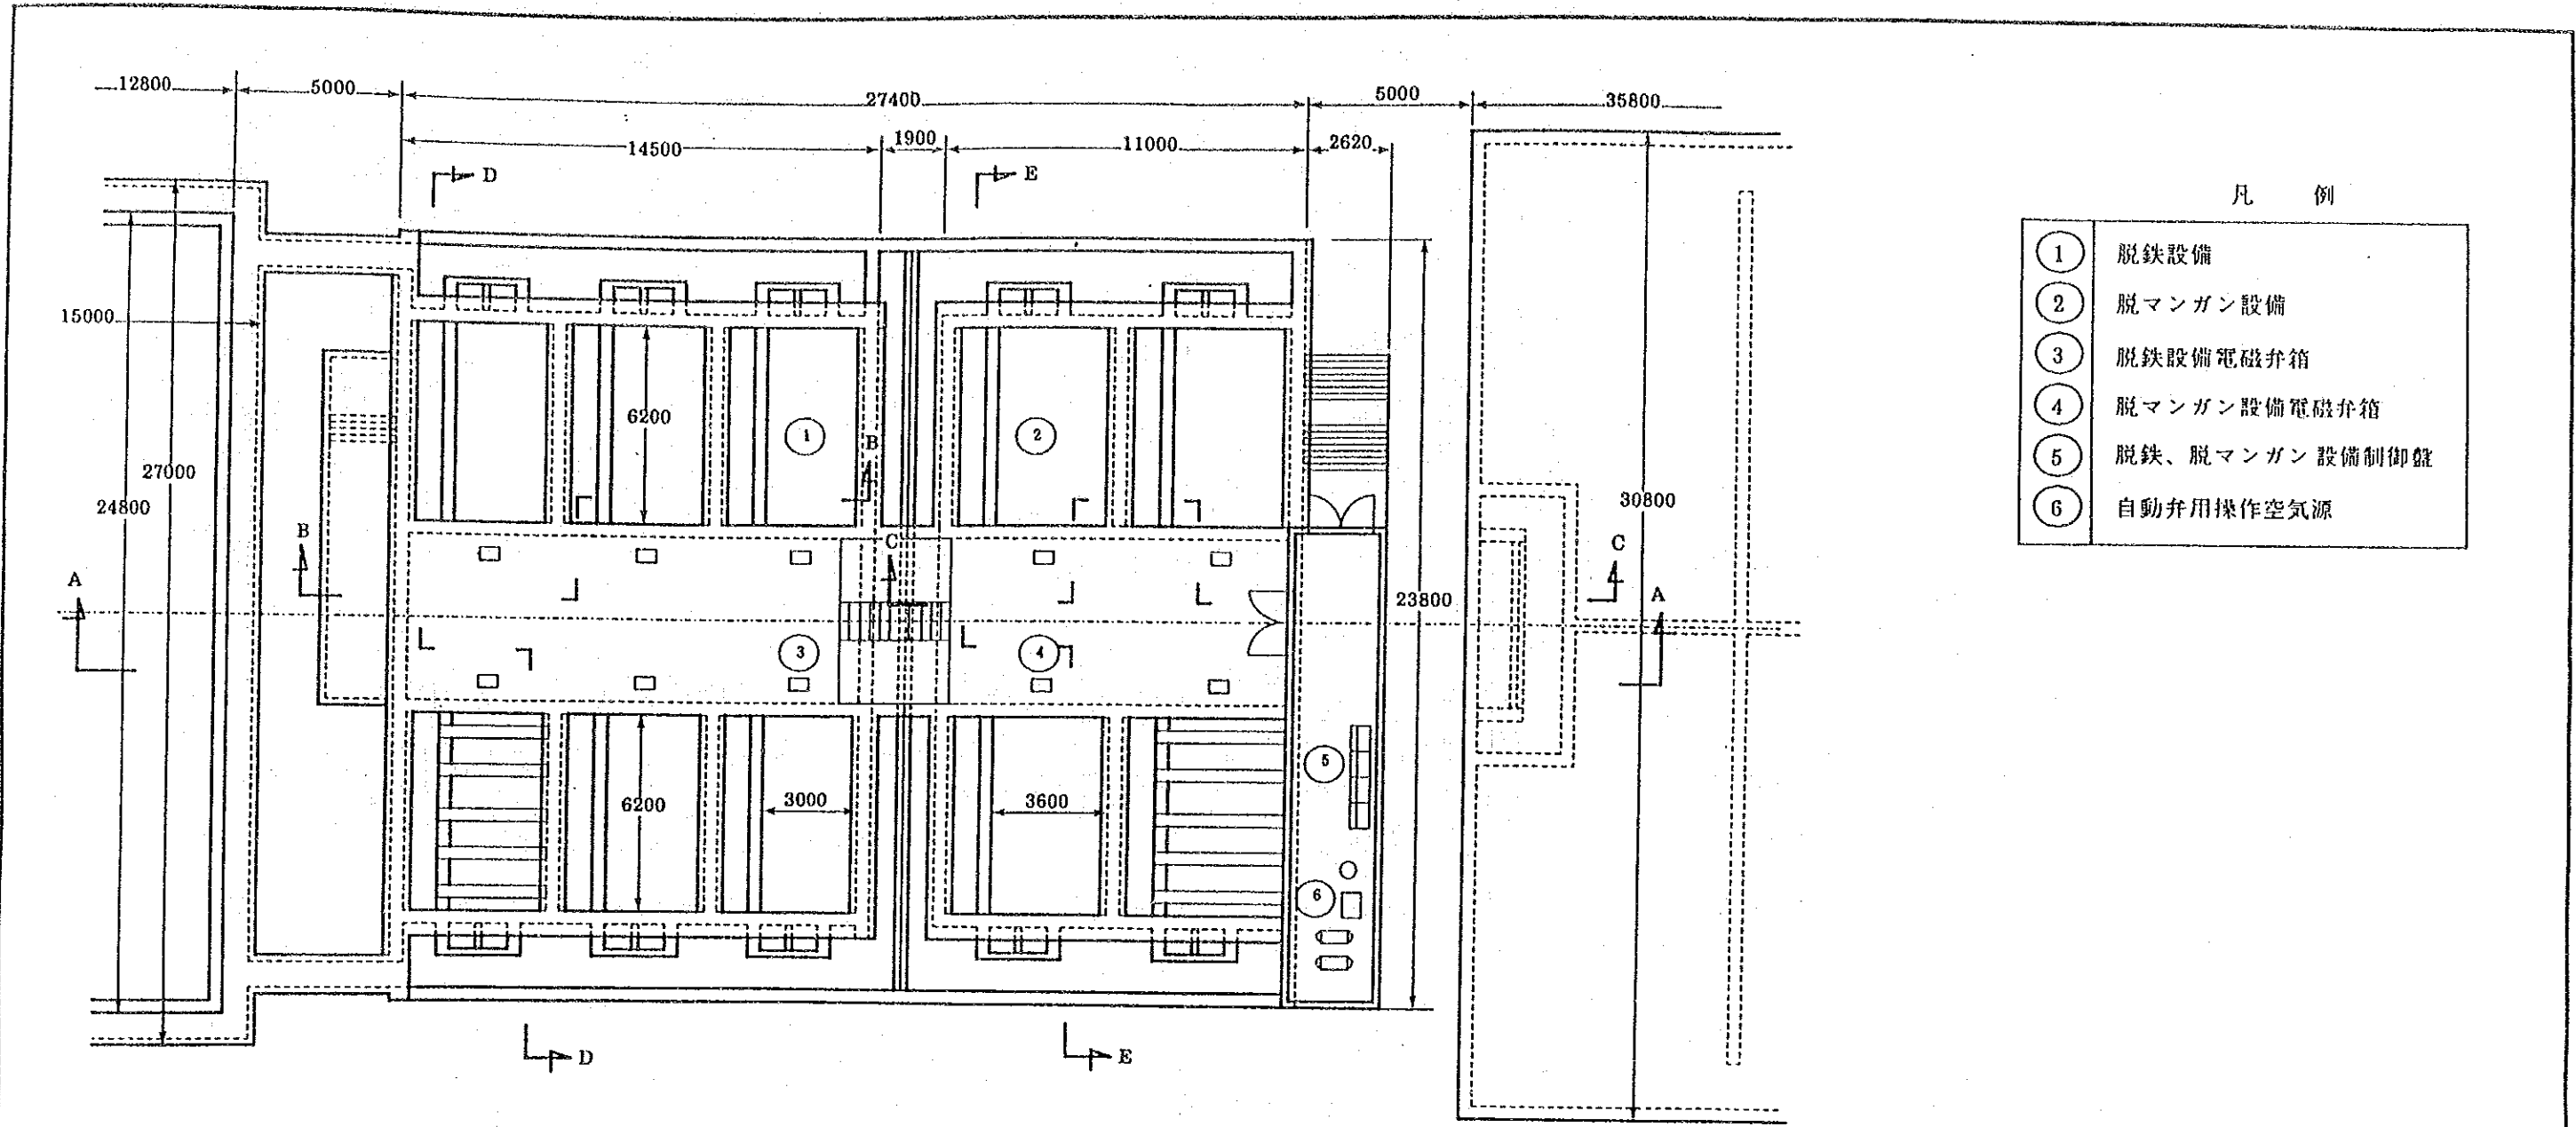 12800 5000 27400 5000 35800
14500 1900 11000 2620
D E
凡 例
① 脱鉄設備
② 脱マンガン設備
③ 脱鉄設備電磁弁箱
④ 脱マンガン設備電磁弁箱
⑤ 脱鉄、脱マンガン設備制御盤
⑥ 自動弁用操作空気源
15000
6200
① ②
B
27000
24800
30800
B C C
A A
23800
③ ④
⑤
6200 3000 3600
⑥
D E